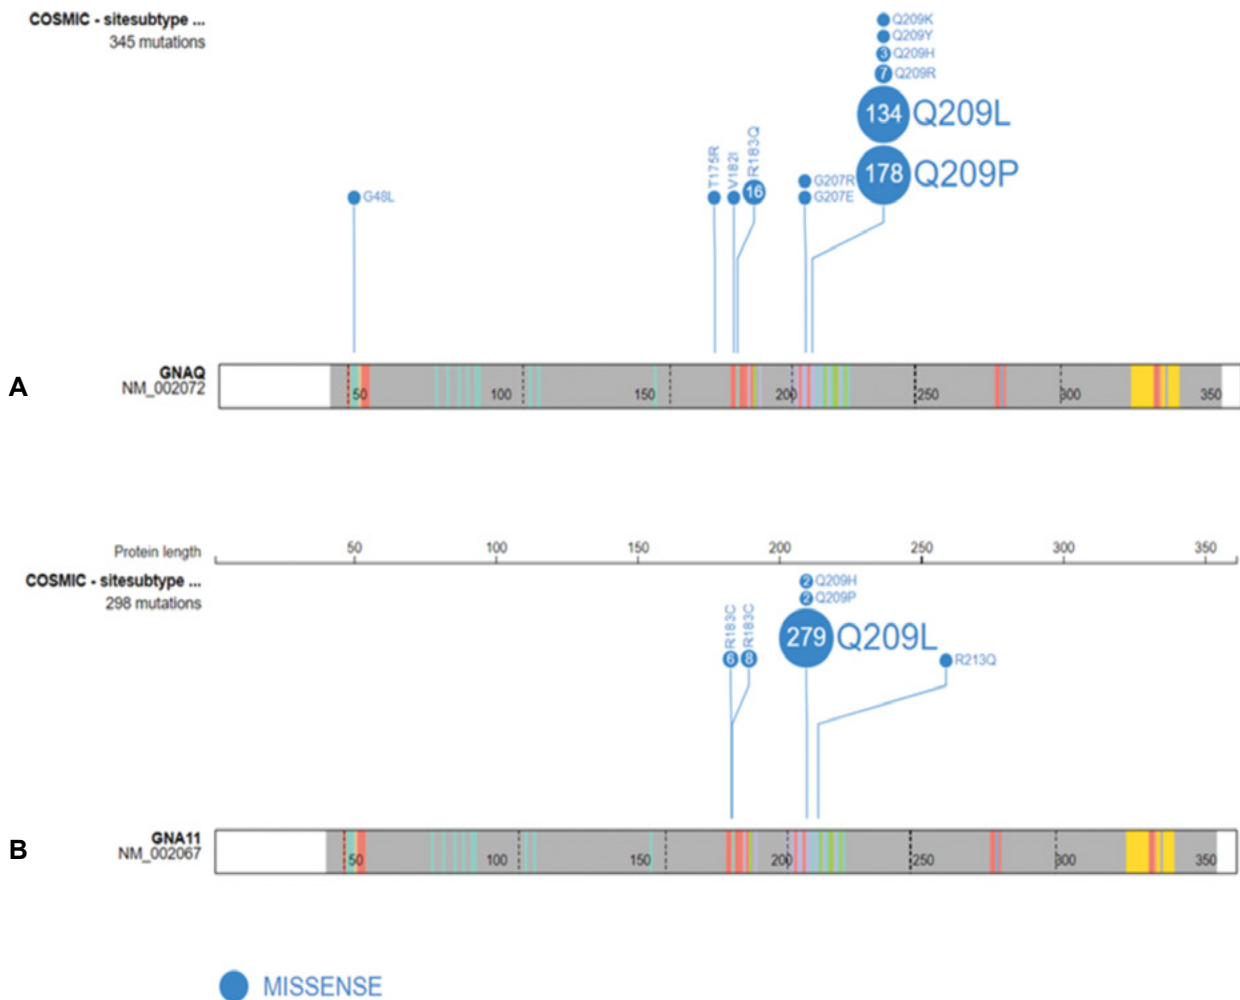 COSMIC - sitesubtype ...
345 mutations
Q209K
Q209Y
3 Q209H
7 Q209R
134 Q209L
178 Q209P
G48L
T175R
V182I
R183Q
16
G207R
G207E
A
GNAQ
NM_002072
50 100 150 200 250 300 350
Protein length
50 100 150 200 250 300 350
COSMIC - sitesubtype ...
298 mutations
2 Q209H
2 Q209P
279 Q209L
R183C
6
R183C
8
R213Q
B
GNA11
NM_002067
50 100 150 200 250 300 350
MISSENSE